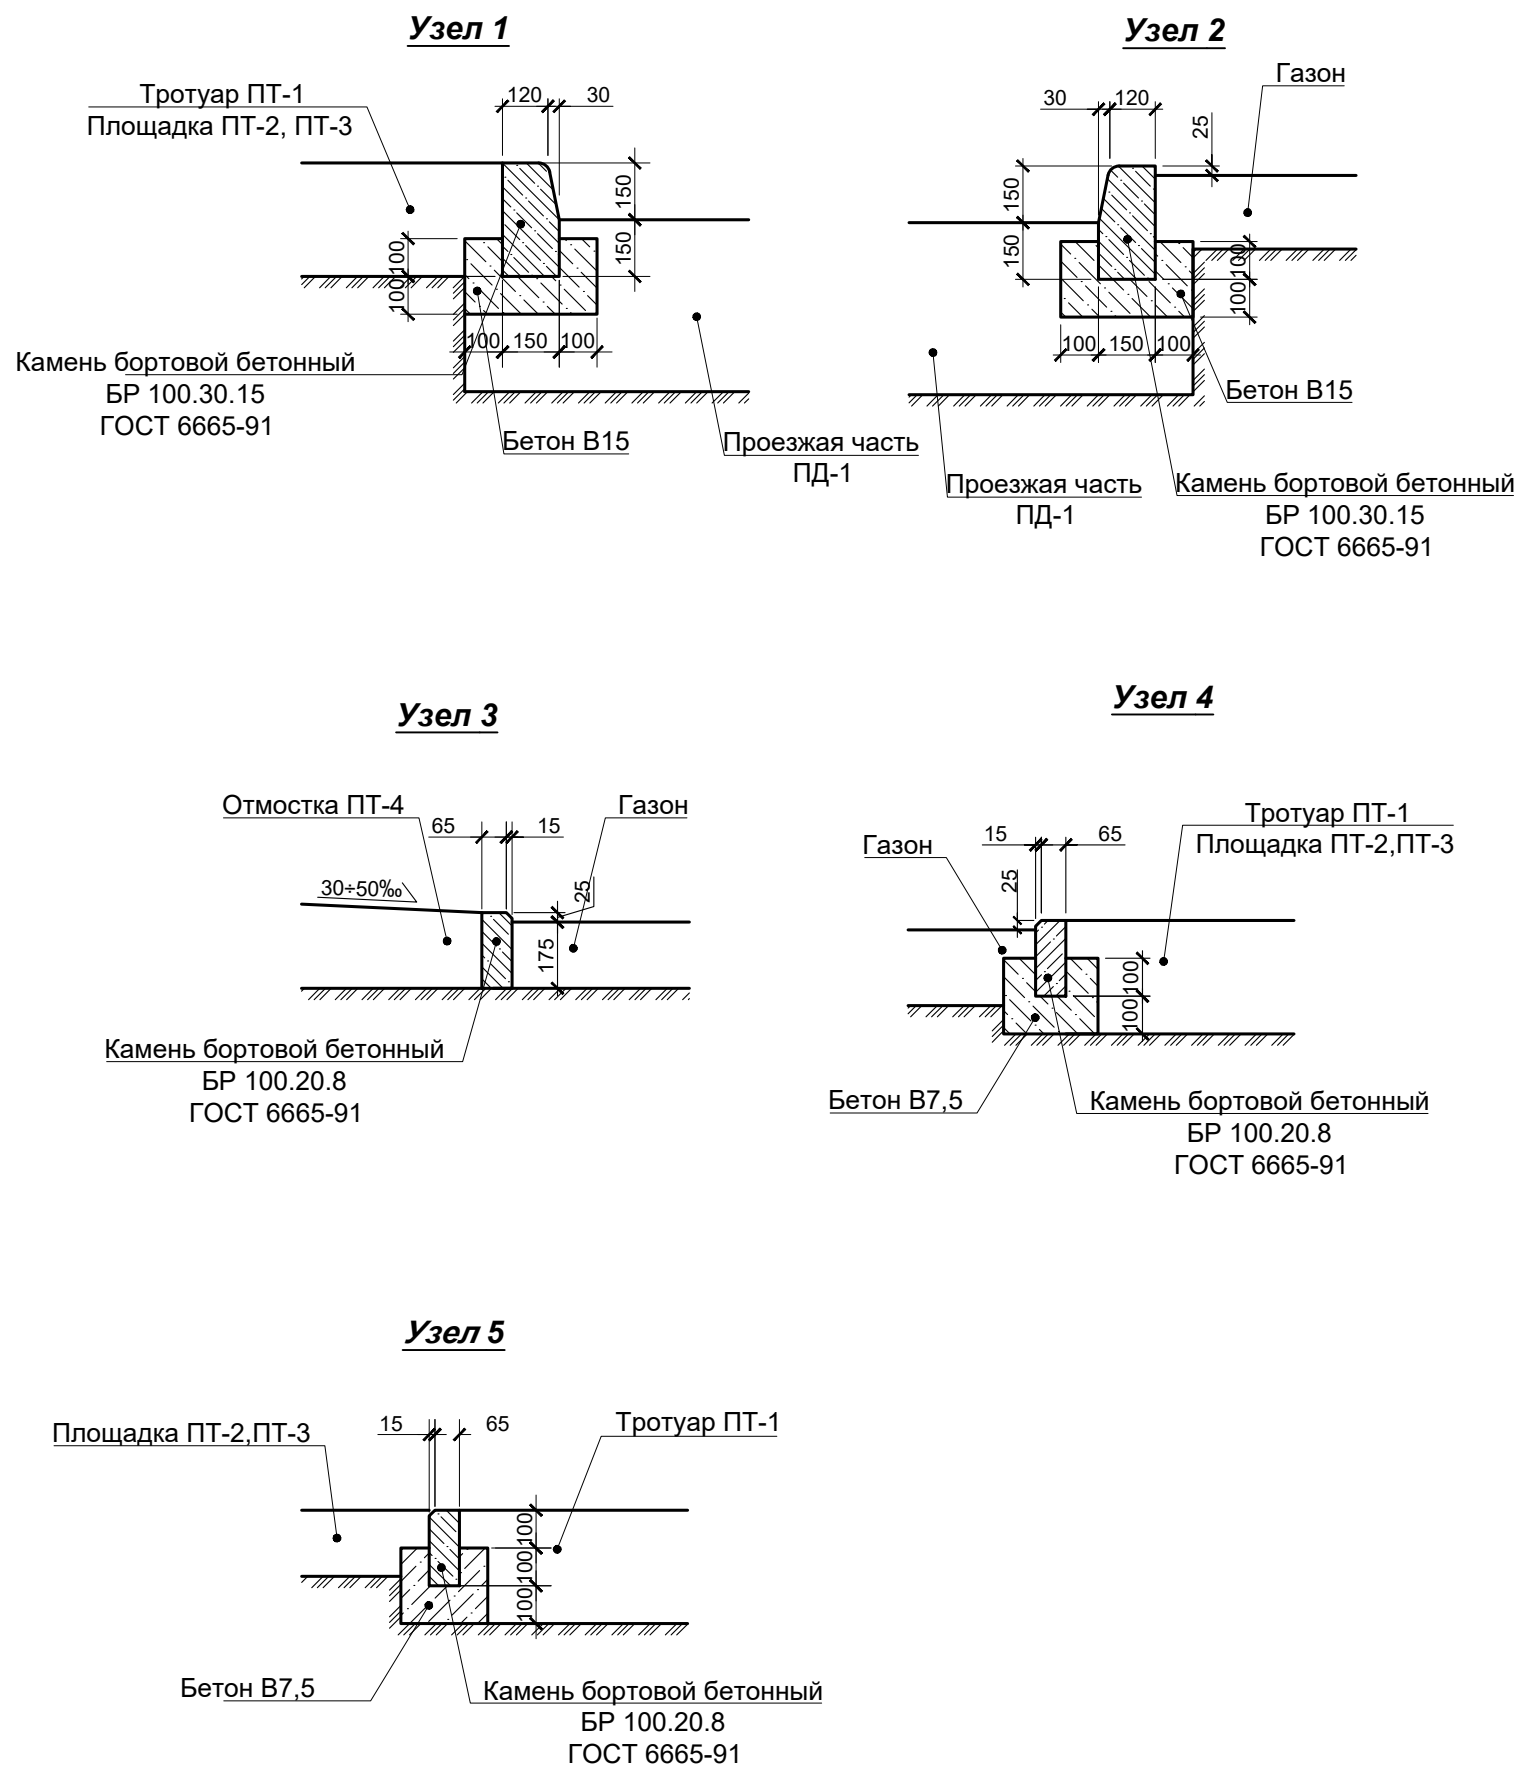 Узел 1
Тротуар ПТ-1
Площадка ПТ-2, ПТ-3
120
30
150
150
100
100
100
150
100
Камень бортовой бетонный
БР 100.30.15
ГОСТ 6665-91
Бетон В15
Проезжая часть
ПД-1
Узел 2
Газон
30
120
25
150
150
100
100
100
150
100
Бетон В15
Проезжая часть
ПД-1
Камень бортовой бетонный
БР 100.30.15
ГОСТ 6665-91
Узел 3
Отмостка ПТ-4
65
15
Газон
30÷50‰
25
175
Камень бортовой бетонный
БР 100.20.8
ГОСТ 6665-91
Узел 4
Газон
15
65
Тротуар ПТ-1
Площадка ПТ-2,ПТ-3
25
100
100
Бетон В7,5
Камень бортовой бетонный
БР 100.20.8
ГОСТ 6665-91
Узел 5
Площадка ПТ-2,ПТ-3
15
65
Тротуар ПТ-1
100
100
100
Бетон В7,5
Камень бортовой бетонный
БР 100.20.8
ГОСТ 6665-91